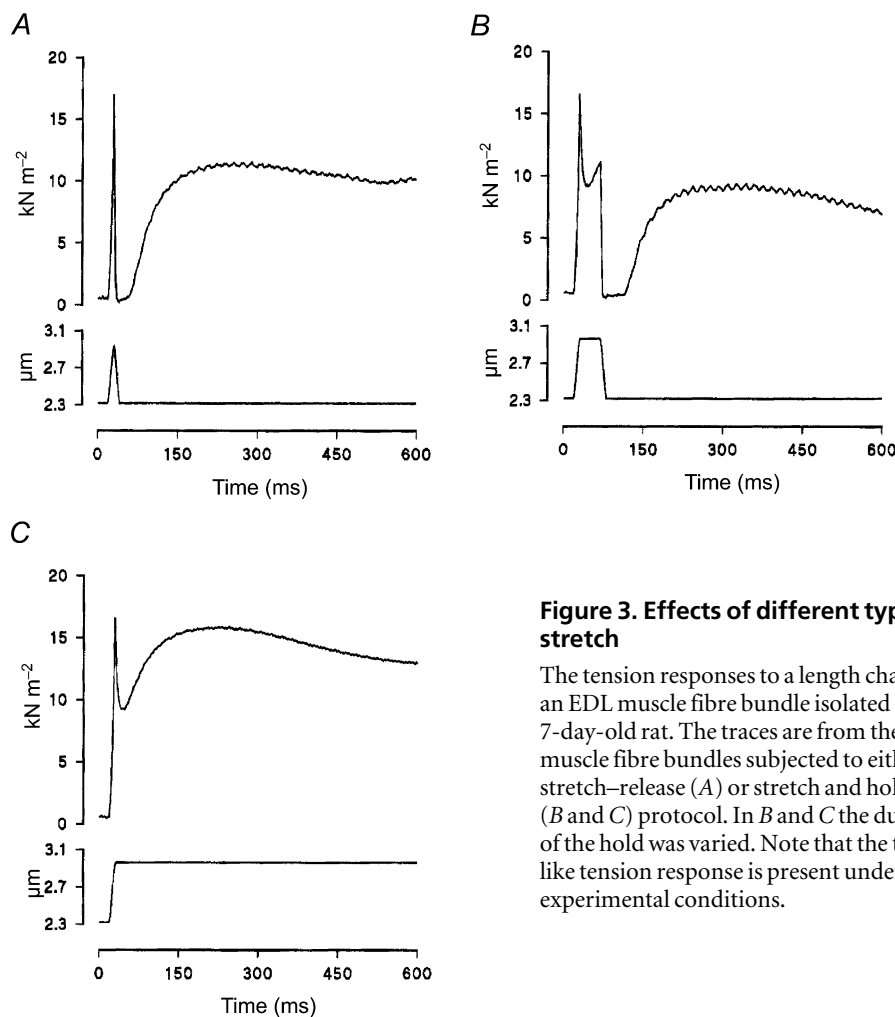 A
20
15
10
5
0
kN m⁻²
3.1
2.7
2.3
µm
0 150 300 450 600
Time (ms)
B
20
15
10
5
0
kN m⁻²
3.1
2.7
2.3
µm
0 150 300 450 600
Time (ms)
C
20
15
10
5
0
kN m⁻²
3.1
2.7
2.3
µm
0 150 300 450 600
Time (ms)
Figure 3. Effects of different typ
stretch
The tension responses to a length cha
an EDL muscle fibre bundle isolated
7-day-old rat. The traces are from the
muscle fibre bundles subjected to eit
stretch–release (A) or stretch and hol
(B and C) protocol. In B and C the du
of the hold was varied. Note that the t
like tension response is present under
experimental conditions.